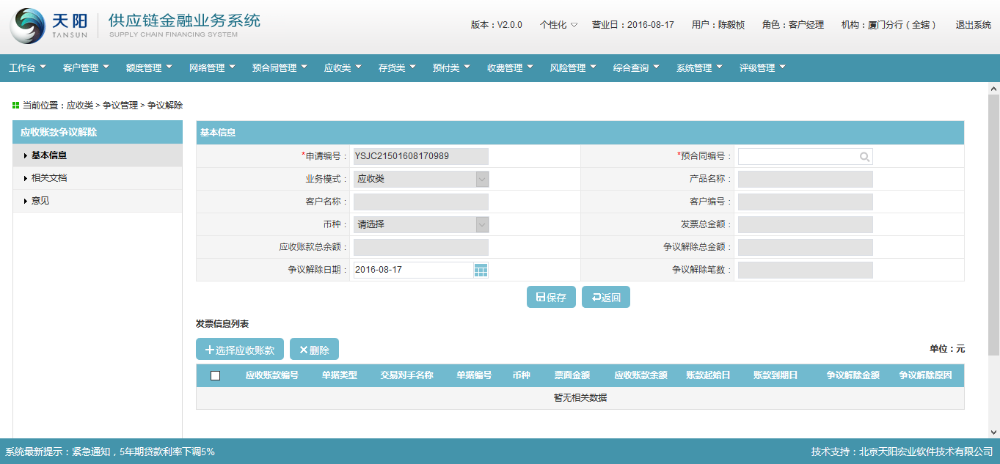 天阳 供应链金融业务系统
TANSUN SUPPLY CHAIN FINANCING SYSTEM
版本：V2.0.0 个性化 营业日：2016-08-17 用户：陈毅桢 角色：客户经理 机构：厦门分行（全辖） 退出系统
工作台 客户管理 额度管理 网络管理 预合同管理 应收类 存货类 预付类 收费管理 风险管理 综合查询 系统管理 评级管理
当前位置：应收类 > 争议管理 > 争议解除
应收账款争议解除
基本信息
相关文档
意见
基本信息
*申请编号： YSJC21501608170989 *预合同编号：
业务模式： 应收类 产品名称：
客户名称： 客户编号：
币种： 请选择 发票总金额：
应收账款总余额： 争议解除总金额：
争议解除日期： 2016-08-17 争议解除笔数：
保存 返回
发票信息列表
选择应收账款 删除 单位：元
应收账款编号 单据类型 交易对手名称 单据编号 币种 票面金额 应收账款余额 账款起始日 账款到期日 争议解除金额 争议解除原因
暂无相关数据
系统最新提示：紧急通知，5年期贷款利率下调5% 技术支持：北京天阳宏业软件技术有限公司